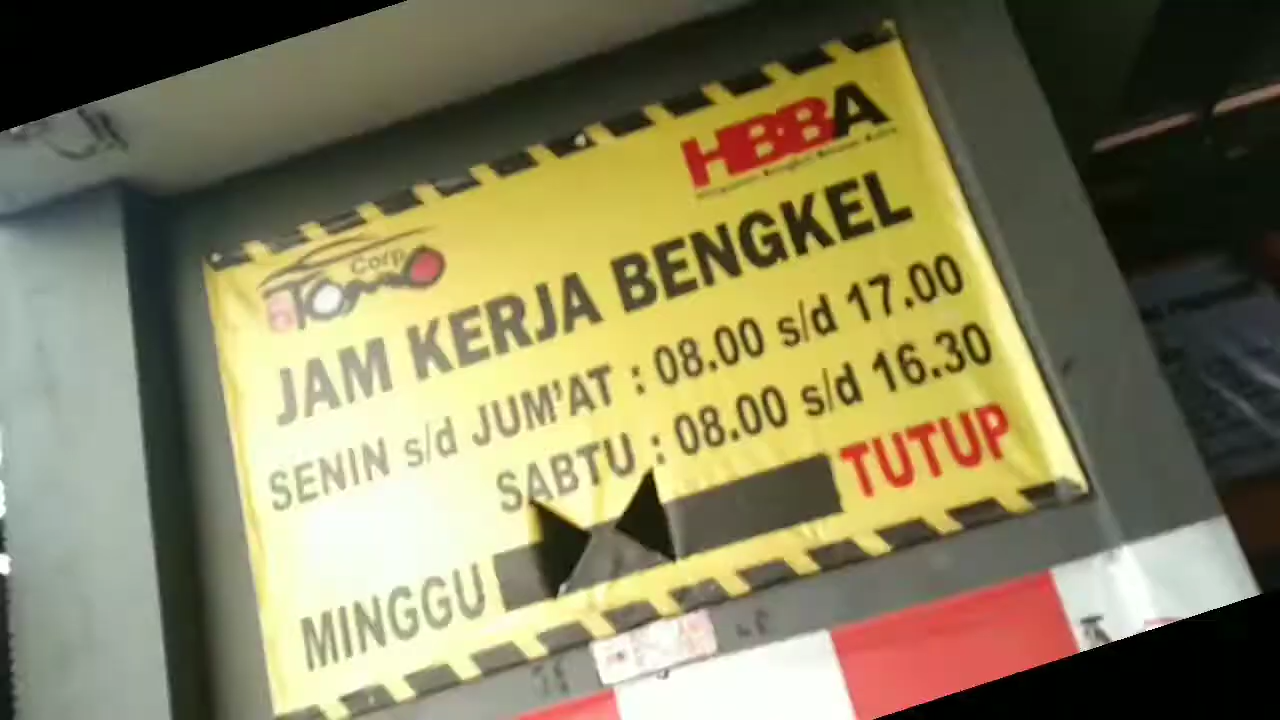 HBBA
Corp
Tomo
JAM KERJA BENGKEL
SENIN s/d JUM'AT : 08.00 s/d 17.00
SABTU : 08.00 s/d 16.30
MINGGU TUTUP